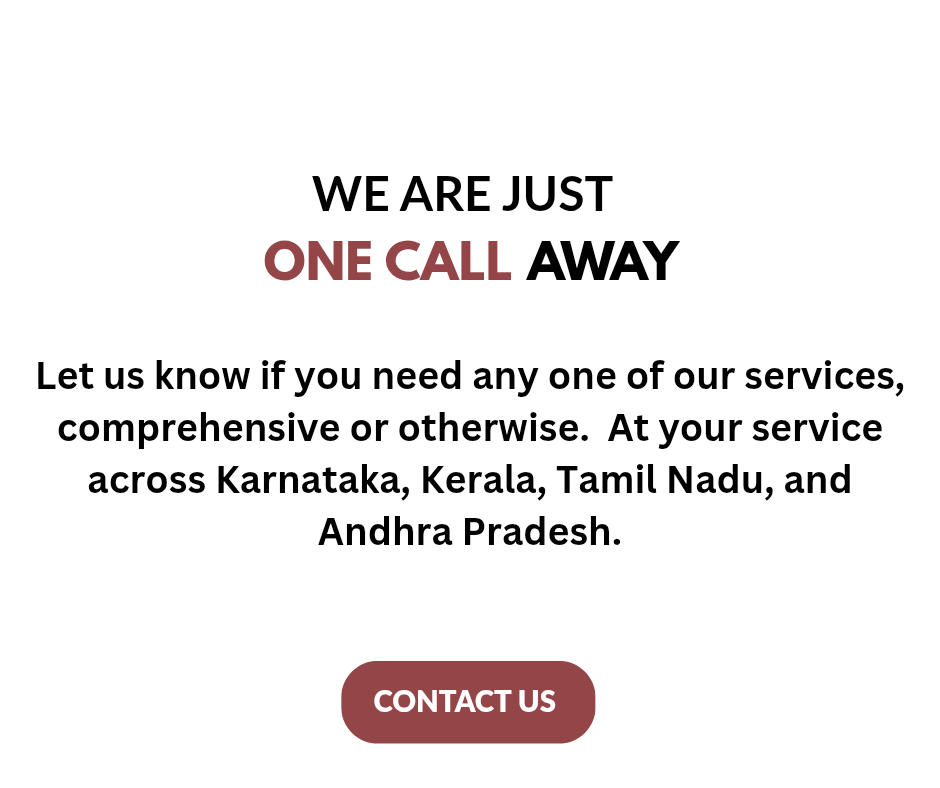 WE ARE JUST
ONE CALL AWAY
Let us know if you need any one of our services,
comprehensive or otherwise.  At your service
across Karnataka, Kerala, Tamil Nadu, and
Andhra Pradesh.
CONTACT US